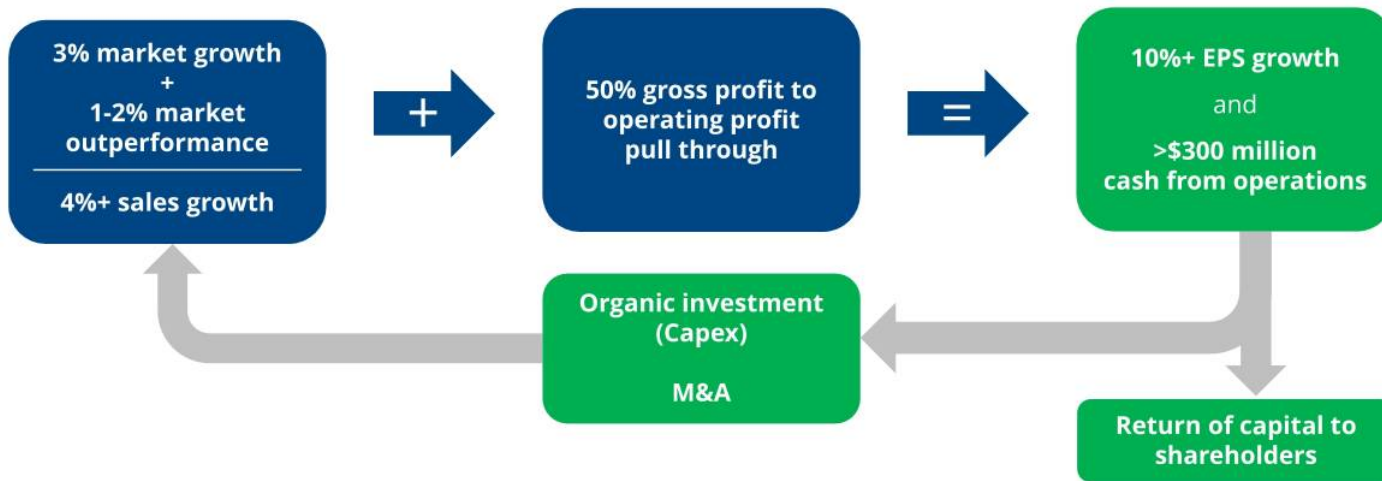 3% market growth
+
1-2% market
outperformance
4%+ sales growth
+
50% gross profit to
operating profit
pull through
=
10%+ EPS growth
and
>$300 million
cash from operations
Organic investment
(Capex)
M&A
Return of capital to
shareholders